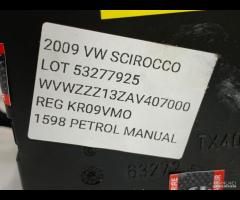 2009 VW SCIROCCO
LOT 53277925
WVWZZZ13ZAV407000
REG KR09VMO
1598 PETROL MANUAL